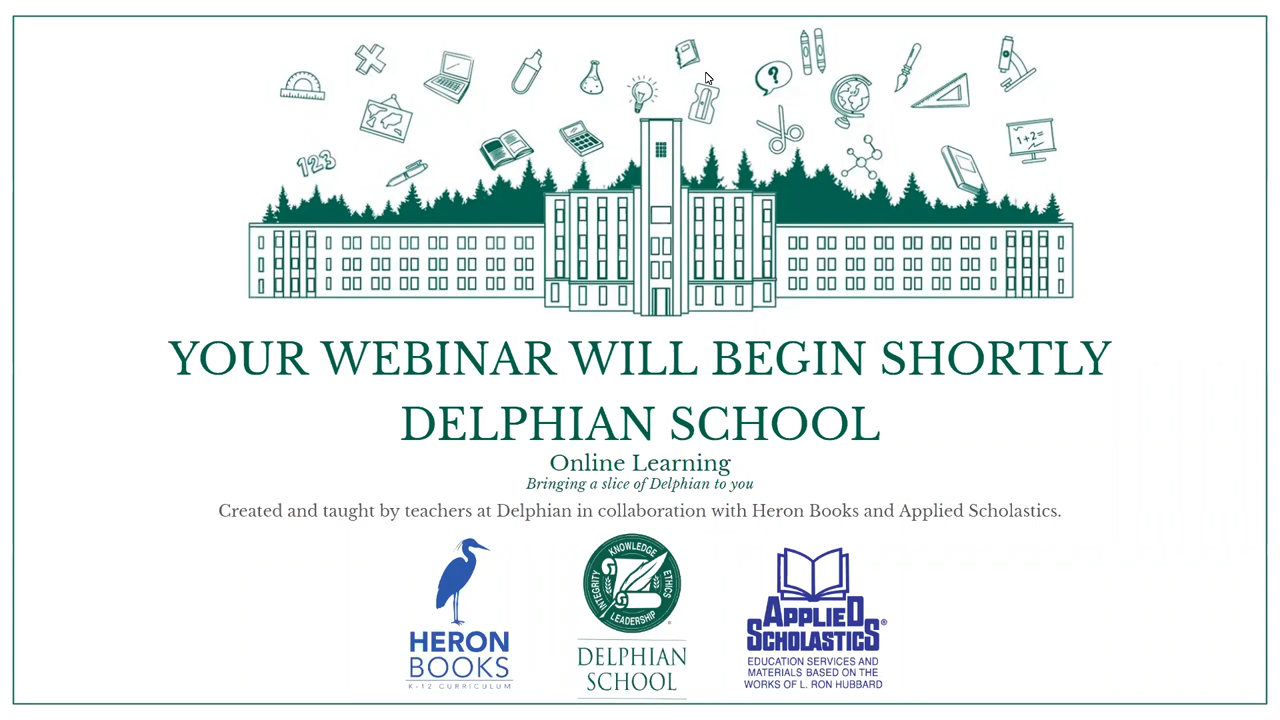 123
?
1+2=
YOUR WEBINAR WILL BEGIN SHORTLY
DELPHIAN SCHOOL
Online Learning
Bringing a slice of Delphian to you
Created and taught by teachers at Delphian in collaboration with Heron Books and Applied Scholastics.
HERON
BOOKS
K-12 CURRICULUM
KNOWLEDGE
INTEGRITY
ETHICS
LEADERSHIP
DELPHIAN
SCHOOL
APPLIED
SCHOLASTICS®
EDUCATION SERVICES AND
MATERIALS BASED ON THE
WORKS OF L. RON HUBBARD